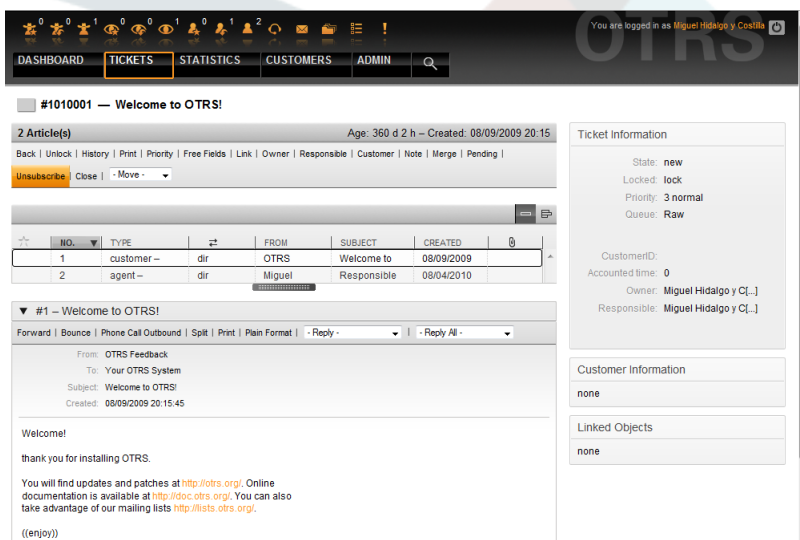 0 0 1 0 0 1 0 1 2
You are logged in as Miguel Hidalgo y Costilla
OTRS
DASHBOARD TICKETS STATISTICS CUSTOMERS ADMIN
#1010001 — Welcome to OTRS!
2 Article(s) Age: 360 d 2 h – Created: 08/09/2009 20:15
Back | Unlock | History | Print | Priority | Free Fields | Link | Owner | Responsible | Customer | Note | Merge | Pending |
Unsubscribe | Close | - Move -
NO. ▼ TYPE FROM SUBJECT CREATED
1 customer – dir OTRS Welcome to 08/09/2009
2 agent – dir Miguel Responsible 08/04/2010
▼ #1 – Welcome to OTRS!
Forward | Bounce | Phone Call Outbound | Split | Print | Plain Format | - Reply - | - Reply All -
From: OTRS Feedback
To: Your OTRS System
Subject: Welcome to OTRS!
Created: 08/09/2009 20:15:45
Welcome!
thank you for installing OTRS.
You will find updates and patches at http://otrs.org/. Online
documentation is available at http://doc.otrs.org/. You can also
take advantage of our mailing lists http://lists.otrs.org/.
((enjoy))
Ticket Information
State: new
Locked: lock
Priority: 3 normal
Queue: Raw
CustomerID:
Accounted time: 0
Owner: Miguel Hidalgo y C[...]
Responsible: Miguel Hidalgo y C[...]
Customer Information
none
Linked Objects
none